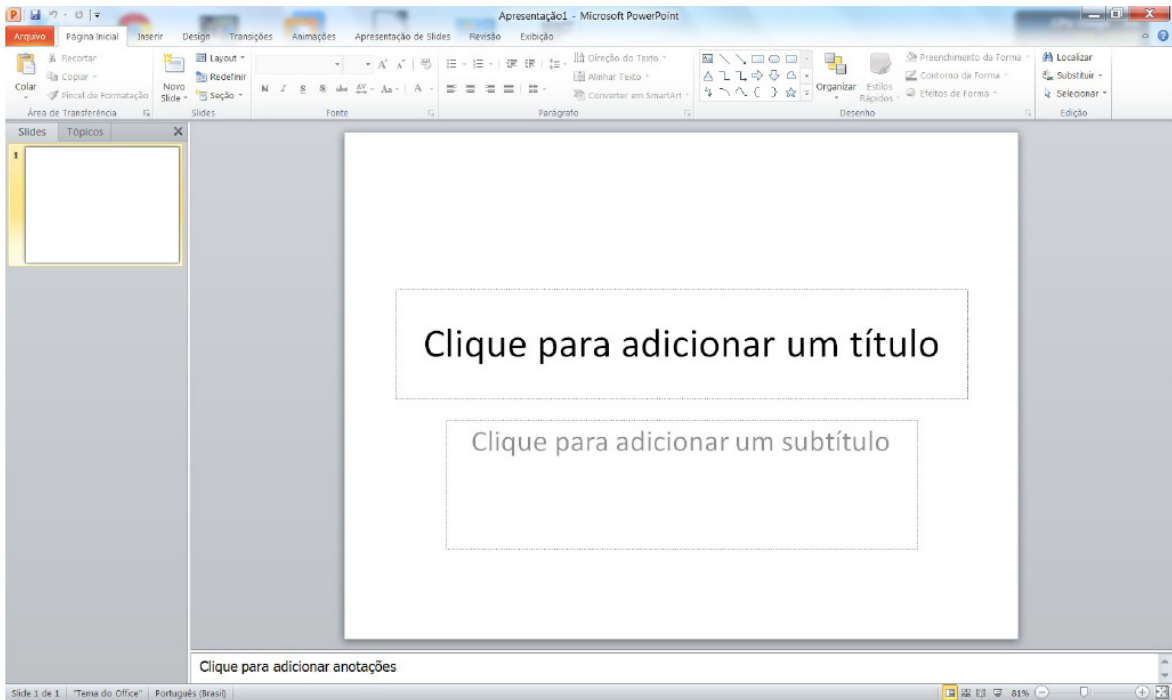 Apresentação1 - Microsoft PowerPoint
Arquivo Página Inicial Inserir Design Transições Animações Apresentação de Slides Revisão Exibição
Colar
Recortar
Copiar
Pincel de Formatação
Área de Transferência
Novo
Slide
Layout
Redefinir
Seção
Slides
N I S S abc AV Aa A
Fonte
Direção do Texto
Alinhar Texto
Converter em SmartArt
Parágrafo
Organizar
Estilos
Rápidos
Preenchimento da Forma
Contorno da Forma
Efeitos de Forma
Desenho
Localizar
Substituir
Selecionar
Edição
Slides Tópicos
1
Clique para adicionar um título
Clique para adicionar um subtítulo
Clique para adicionar anotações
Slide 1 de 1 "Tema do Office" Português (Brasil) 81%